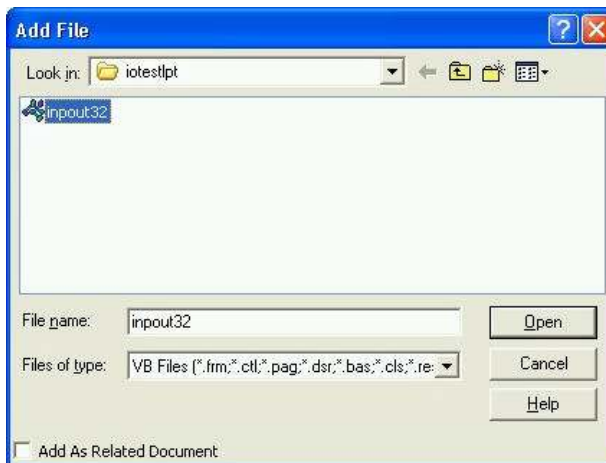 Add File
Look in: iotestlpt
inpout32
File name: inpout32
Open
Files of type: VB Files (*.frm;*.ctl;*.pag;*.dsr;*.bas;*.cls;*.re:
Cancel
Help
Add As Related Document